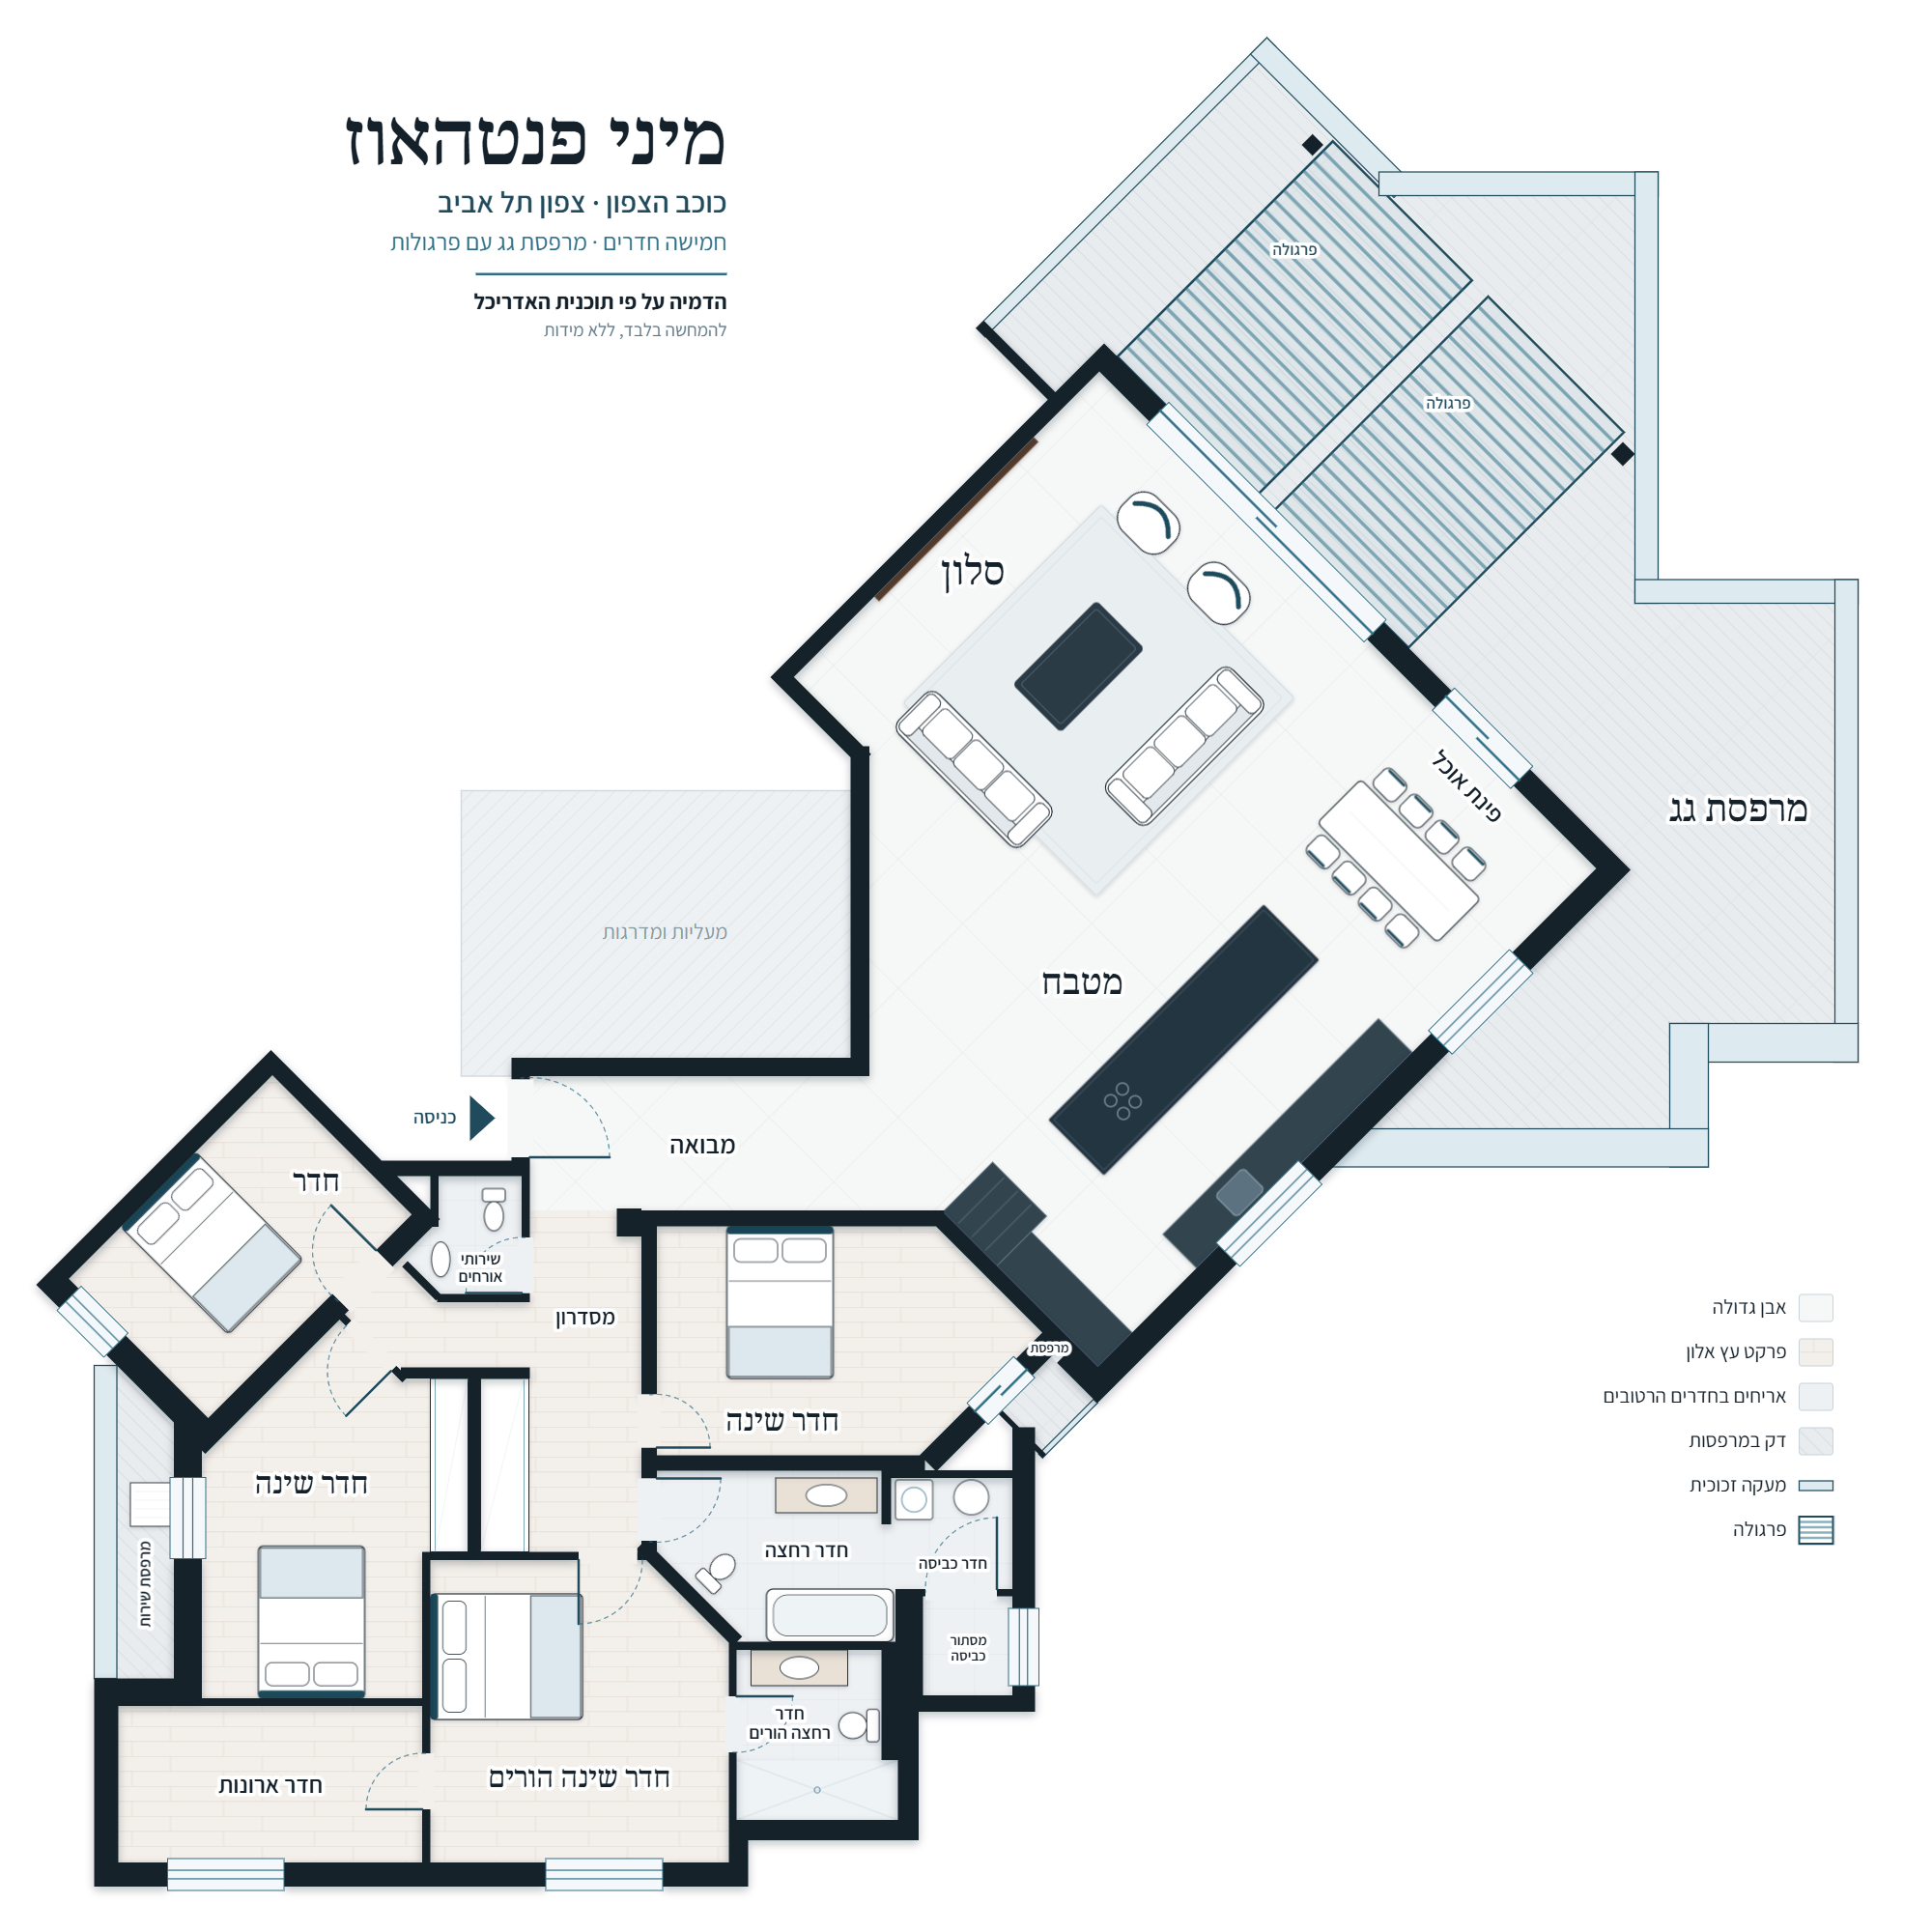 מיני פנטהאוז
כוכב הצפון · צפון תל אביב
חמישה חדרים · מרפסת גג עם פרגולות
הדמיה על פי תוכנית האדריכל
להמחשה בלבד, ללא מידות
פרגולה
פרגולה
סלון
פינת אוכל
מרפסת גג
מעליות ומדרגות
מטבח
כניסה
מבואה
חדר
שירותי
אורחים
מסדרון
מרפסת
חדר שינה
חדר שינה
חדר רחצה
חדר כביסה
מרפסת שירות
מסתור
כביסה
חדר
רחצה הורים
חדר שינה הורים
חדר ארונות
אבן גדולה
פרקט עץ אלון
אריחים בחדרים הרטובים
דק במרפסות
מעקה זכוכית
פרגולה